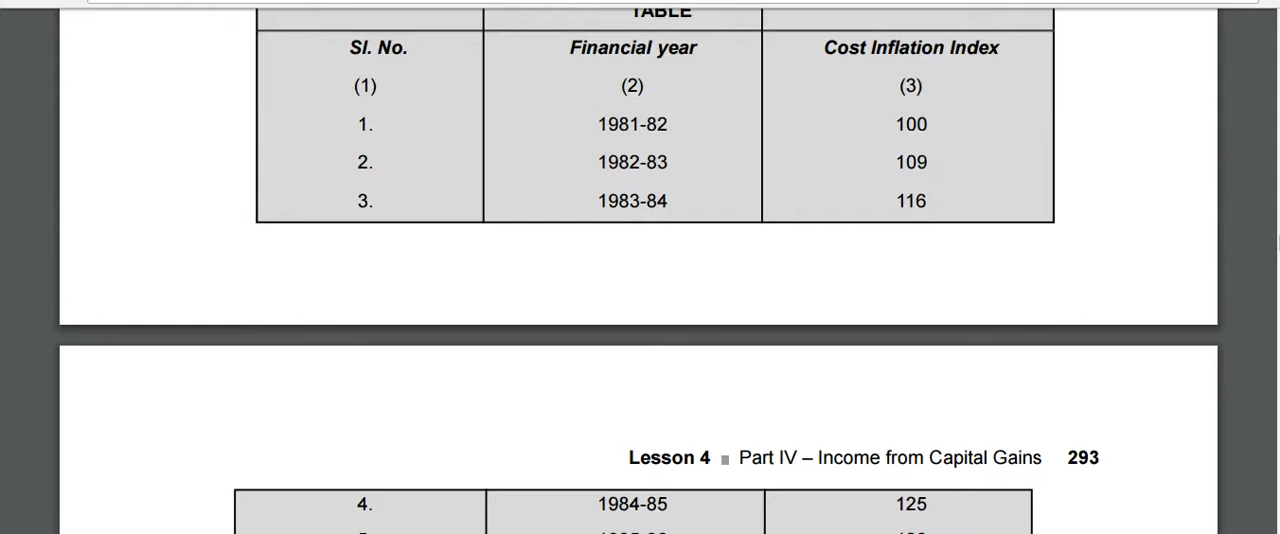 TABLE
Sl. No. Financial year Cost Inflation Index
(1) (2) (3)
1. 1981-82 100
2. 1982-83 109
3. 1983-84 116
Lesson 4 ■ Part IV – Income from Capital Gains 293
4. 1984-85 125